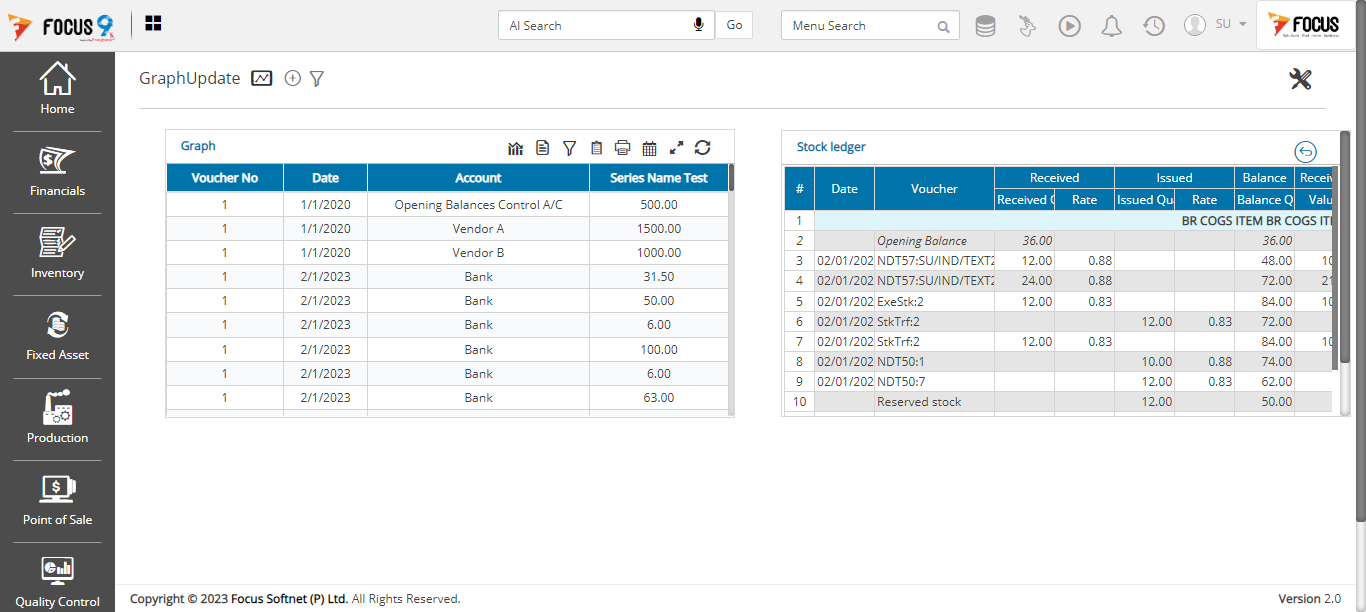 FOCUS 9
AI Search
Go
Menu Search
SU
FOCUS
Home
Financials
Inventory
Fixed Asset
Production
Point of Sale
Quality Control
GraphUpdate
Graph
Voucher No Date Account Series Name Test
1 1/1/2020 Opening Balances Control A/C 500.00
1 1/1/2020 Vendor A 1500.00
1 1/1/2020 Vendor B 1000.00
1 2/1/2023 Bank 31.50
1 2/1/2023 Bank 50.00
1 2/1/2023 Bank 6.00
1 2/1/2023 Bank 100.00
1 2/1/2023 Bank 6.00
1 2/1/2023 Bank 63.00
Stock ledger
# Date Voucher Received Issued Balance Receiv
Received Q Rate Issued Qua Rate Balance Q Valu
1 BR COGS ITEM BR COGS ITE
2 Opening Balance 36.00 36.00
3 02/01/202 NDT57:SU/IND/TEXT2 12.00 0.88 48.00 10
4 02/01/202 NDT57:SU/IND/TEXT2 24.00 0.88 72.00 21
5 02/01/202 ExeStk:2 12.00 0.83 84.00 10
6 02/01/202 StkTrf:2 12.00 0.83 72.00
7 02/01/202 StkTrf:2 12.00 0.83 84.00 10
8 02/01/202 NDT50:1 10.00 0.88 74.00
9 02/01/202 NDT50:7 12.00 0.83 62.00
10 Reserved stock 12.00 50.00
Copyright © 2023 Focus Softnet (P) Ltd. All Rights Reserved.
Version 2.0